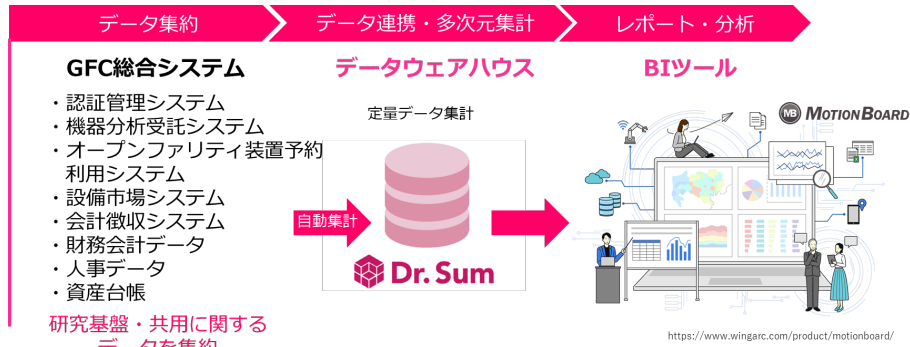 データ集約
データ連携・多次元集計
レポート・分析
GFC総合システム
・認証管理システム
・機器分析受託システム
・オープンファリティ装置予約
利用システム
・設備市場システム
・会計徴収システム
・財務会計データ
・人事データ
・資産台帳
研究基盤・共用に関する
データを集約
データウェアハウス
定量データ集計
自動集計
Dr.Sum
BIツール
MB MOTIONBOARD
https://www.wingarc.com/product/motionboard/